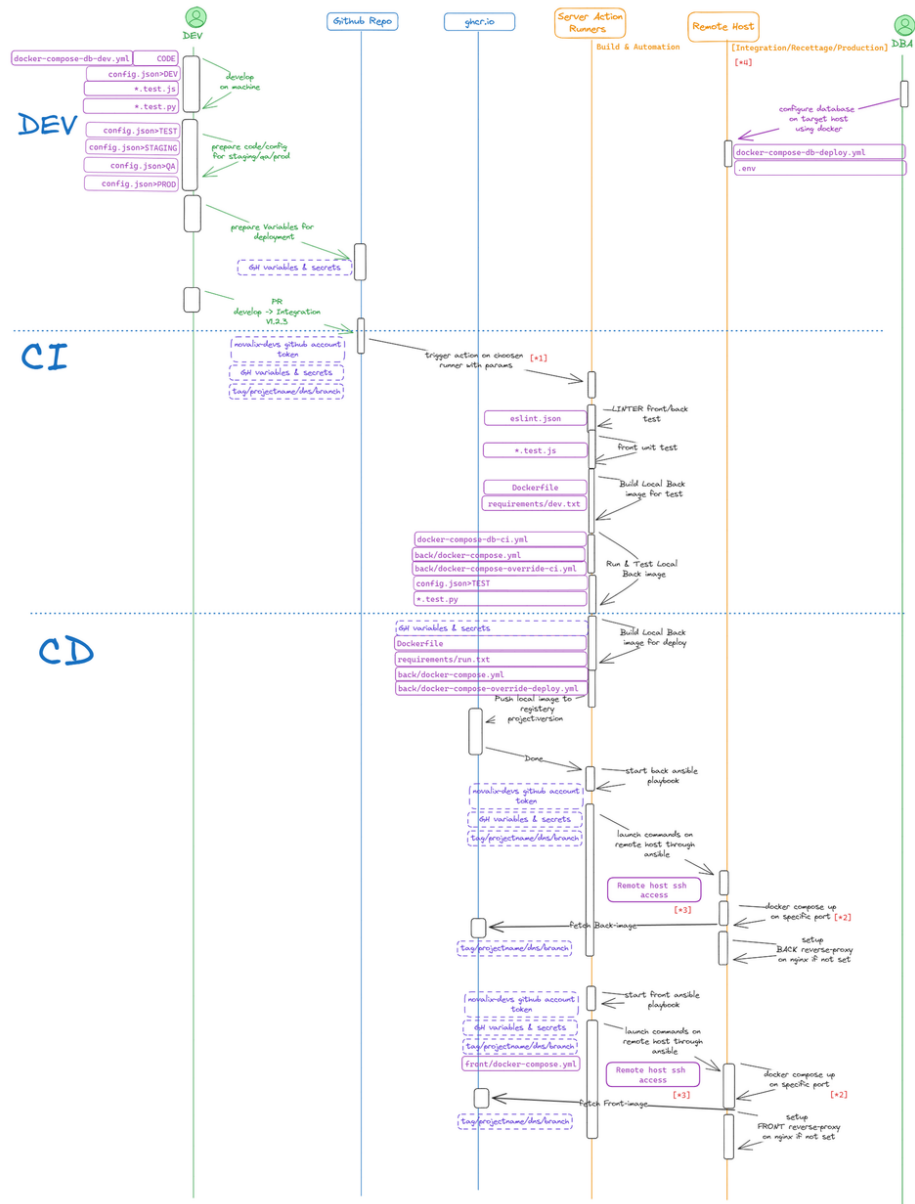 DEV
Github Repo
ghcr.io
Server Action
Runners
Remote Host
DBA
Build & Automation
[Integration/Recettage/Production]
[*4]
docker-compose-db-dev.yml
CODE
config.json>DEV
*.test.js
*.test.py
develop
on machine
DEV
config.json>TEST
config.json>STAGING
config.json>QA
config.json>PROD
prepare code/config
for staging/qa/prod
configure database
on target host
using docker
docker-compose-db-deploy.yml
.env
prepare Variables for
deployment
GH variables & secrets
PR
develop -> Integration
V1.2.3
CI
novalix-devs github account
token
GH variables & secrets
tag/projectname/dns/branch
trigger action on choosen
runner with params
[*1]
eslint.json
LINTER front/back
test
*.test.js
front unit test
Dockerfile
requirements/dev.txt
Build Local Back
image for test
docker-compose-db-ci.yml
back/docker-compose.yml
back/docker-compose-override-ci.yml
config.json>TEST
*.test.py
Run & Test Local
Back image
CD
GH variables & secrets
Dockerfile
requirements/run.txt
back/docker-compose.yml
back/docker-compose-override-deploy.yml
Build Local Back
image for deploy
Push local image to
registery
project:version
Done
start back ansible
playbook
novalix-devs github account
token
GH variables & secrets
tag/projectname/dns/branch
launch commands on
remote host through
ansible
Remote host ssh
access
[*3]
docker compose up
on specific port [*2]
fetch Back-image
tag/projectname/dns/branch
setup
BACK reverse-proxy
on nginx if not set
start front ansible
playbook
novalix-devs github account
token
GH variables & secrets
tag/projectname/dns/branch
front/docker-compose.yml
launch commands on
remote host through
ansible
Remote host ssh
access
[*3]
docker compose up
on specific port
[*2]
fetch Front-image
tag/projectname/dns/branch
setup
FRONT reverse-proxy
on nginx if not set